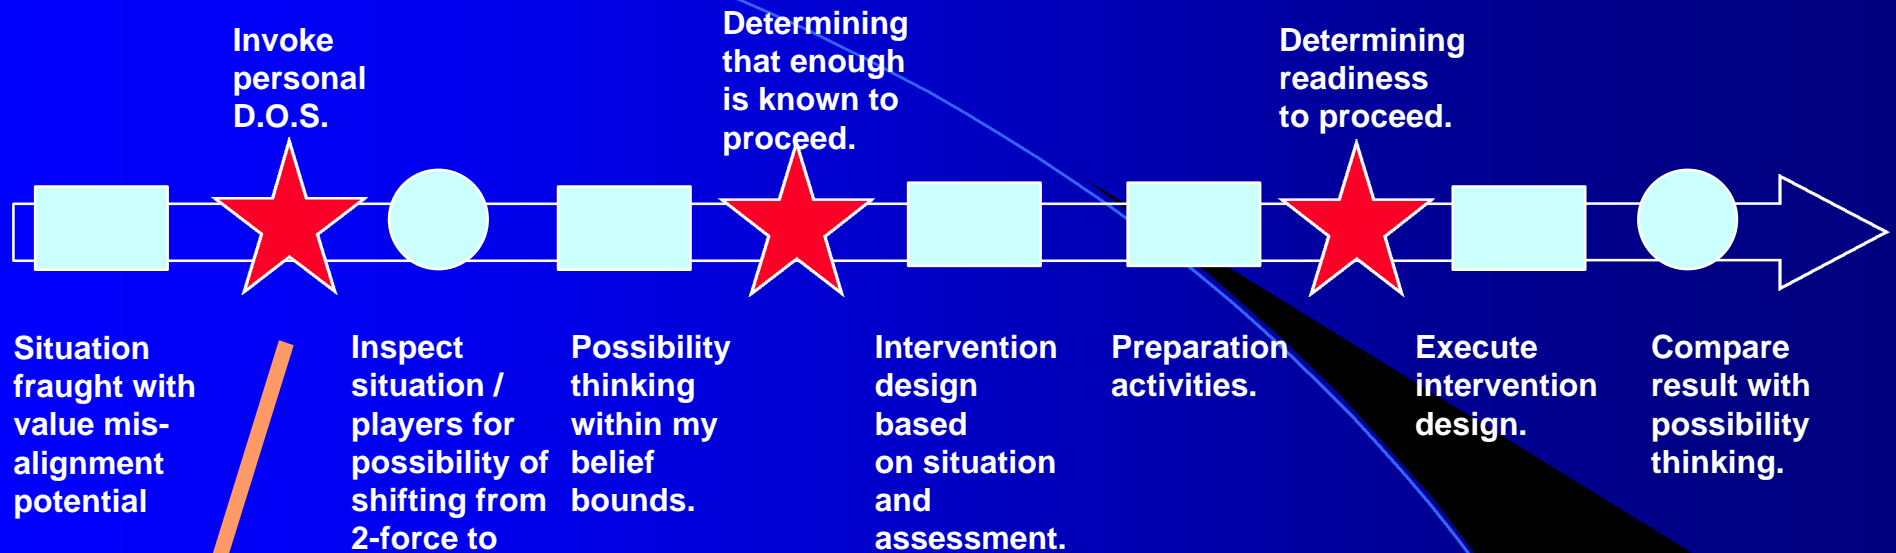 Invoke
personal
D.O.S.
Determining
that enough
is known to
proceed.
Determining
readiness
to proceed.
Situation
fraught with
value mis-
alignment
potential
Inspect
situation /
players for
possibility of
shifting from
2-force to
Possibility
thinking
within my
belief
bounds.
Intervention
design
based
on situation
and
assessment.
Preparation
activities.
Execute
intervention
design.
Compare
result with
possibility
thinking.